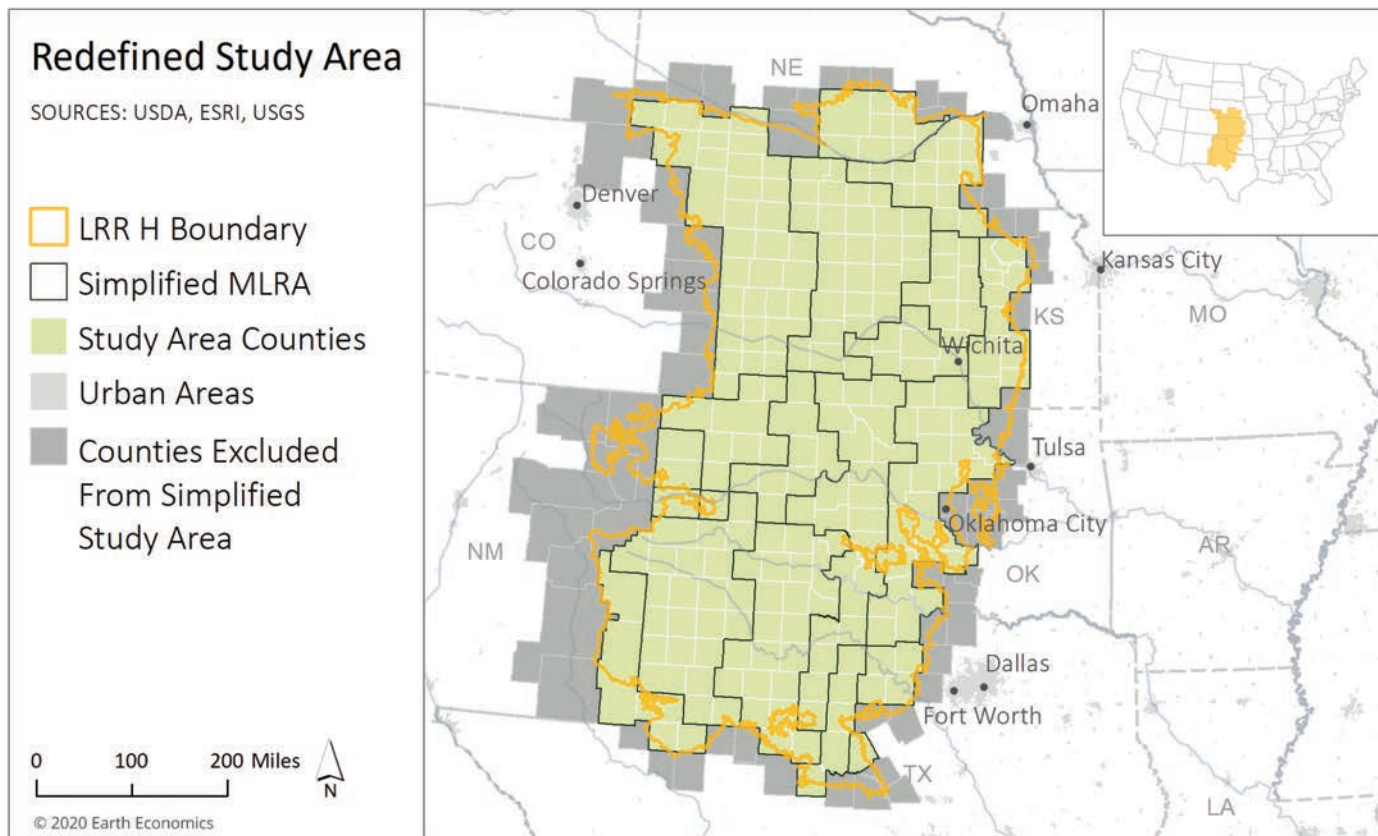 Redefined Study Area
SOURCES: USDA, ESRI, USGS
LRR H Boundary
Simplified MLRA
Study Area Counties
Urban Areas
Counties Excluded
From Simplified
Study Area
0 100 200 Miles
N
© 2020 Earth Economics
NE
Omaha
Denver
CO
Colorado Springs
Kansas City
KS
MO
Wichita
Tulsa
Oklahoma City
NM
AR
OK
Dallas
Fort Worth
TX
LA